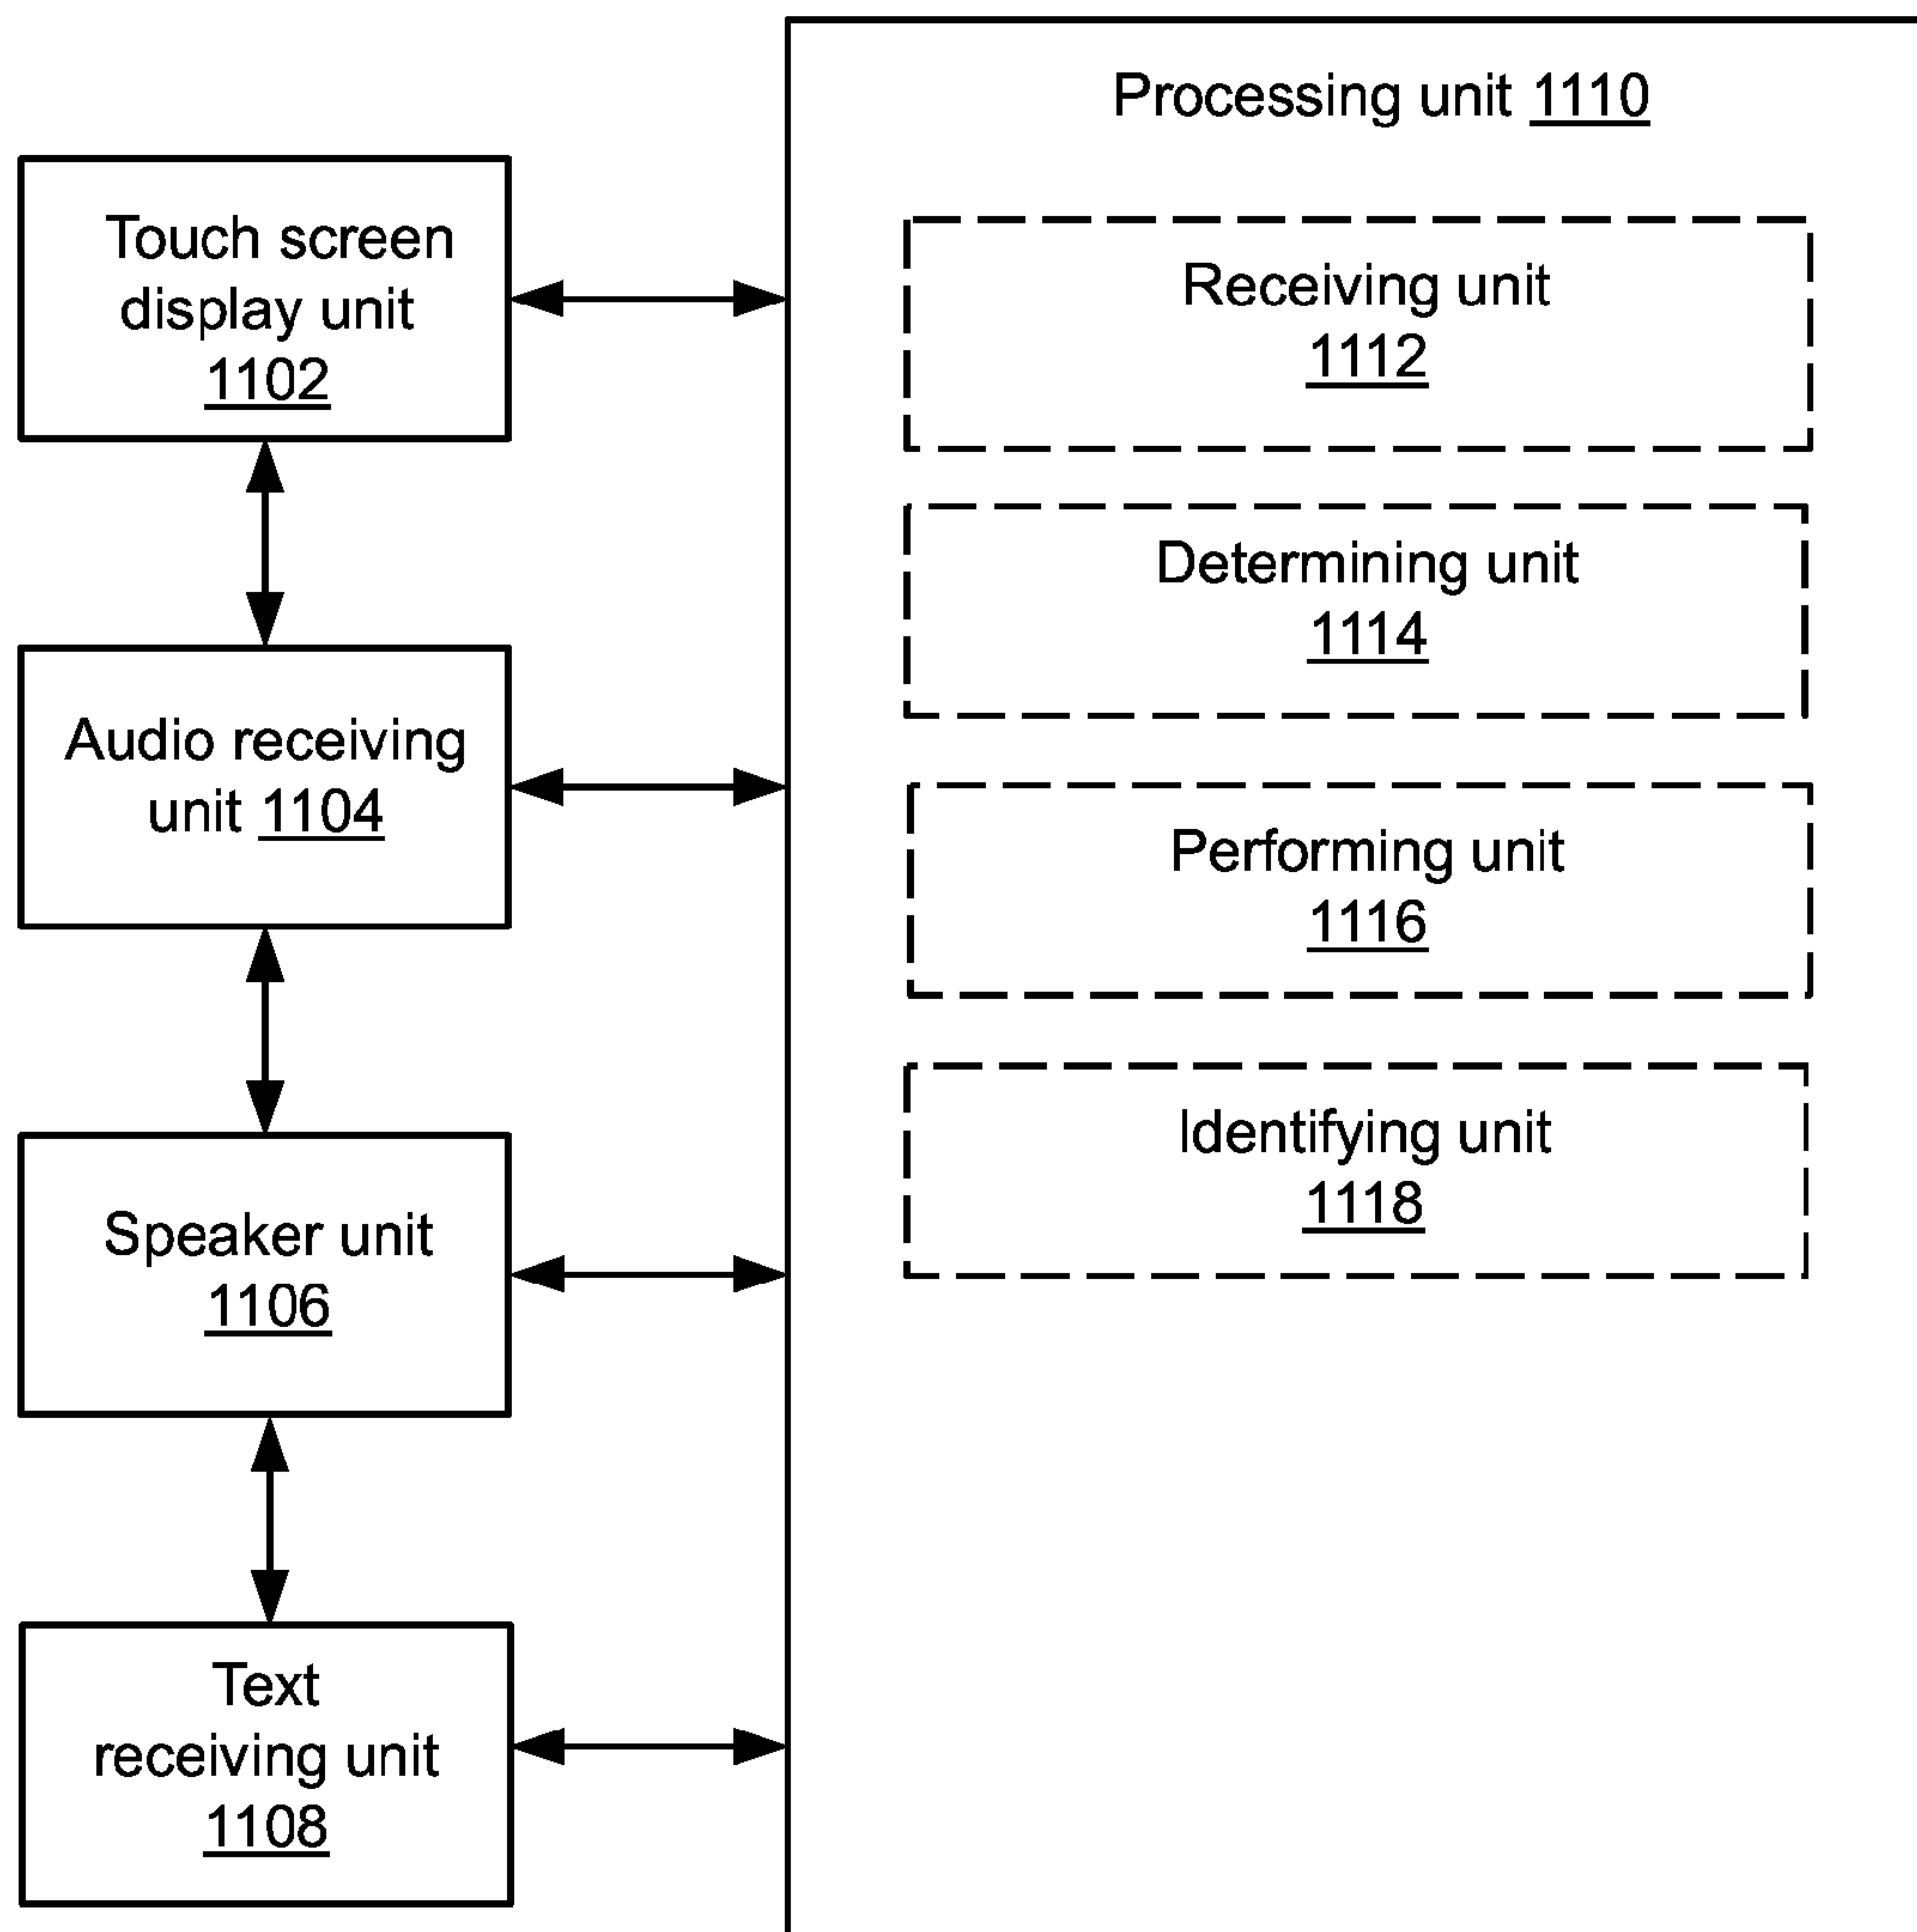 Processing unit 1110
Touch screen
display unit
1102
Receiving unit
1112
Determining unit
1114
Audio receiving
unit 1104
Performing unit
1116
Identifying unit
1118
Speaker unit
1106
Text
receiving unit
1108